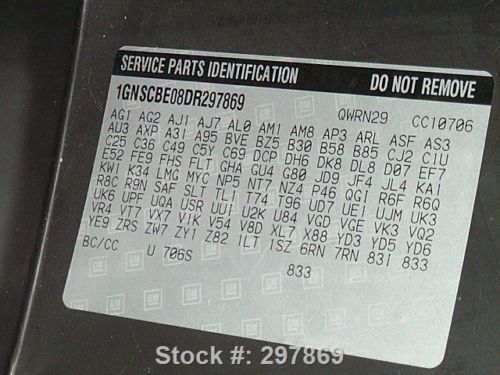 SERVICE PARTS IDENTIFICATION DO NOT REMOVE
1GNSCBE08DR297869 QWRN29 CC10706
AG1 AG2 AJ1 AJ7 AL0 AM1 AM8 AP3 ARL ASF AS3
AU3 AXP A31 A95 BVE BZ5 B30 B58 B85 CJ2 C1U
C25 C36 C49 C5Y C69 DCP DH6 DK8 DL8 D07 EF7
E52 FE9 FHS FLT GHA GU4 G80 JD9 JF4 JL4 KA1
KW1 K34 LMG MYC NP5 NT7 NZ4 P46 QG1 R6F R6Q
R8C R9N SAF SLT TL1 T74 T96 UD7 UE1 UJM UK3
UK6 UPF UQA USR UU1 U2K U84 VGD VGE VK3 VQ2
VR4 VT7 VX7 V1K V54 V8D XL7 X88 YD3 YD5 YD6
YE9 ZRS ZW7 ZY1 Z82 1LT 1SZ 6RN 7RN 83I 833
BC/CC U 706S
833
Stock #: 297869